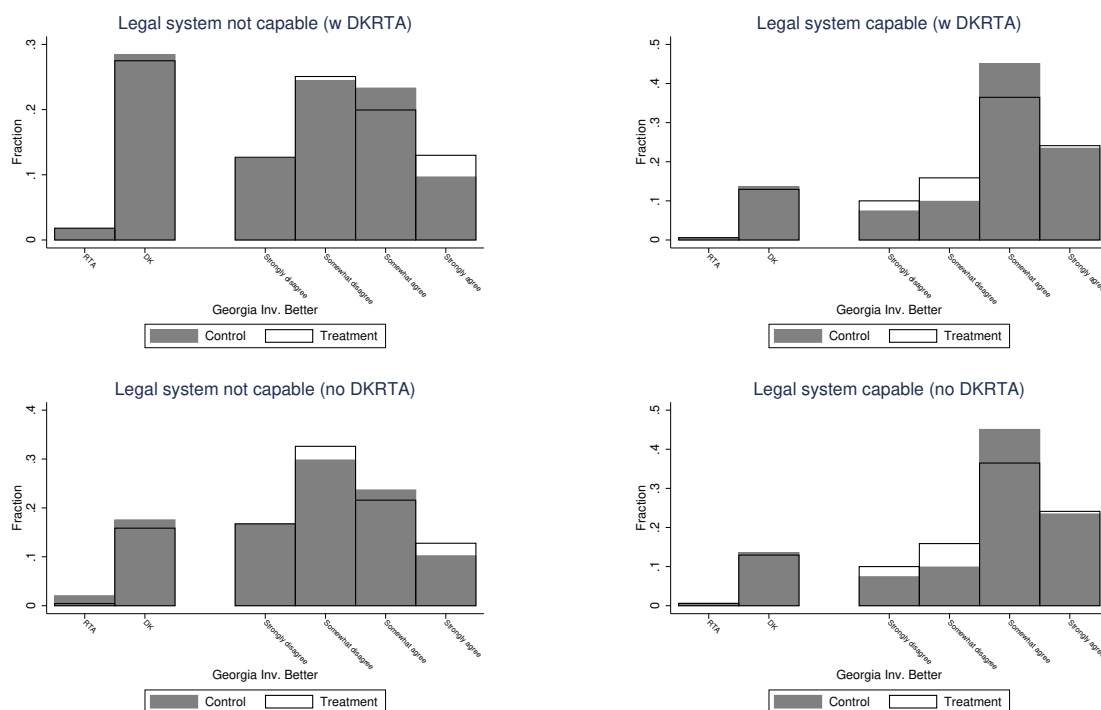 Legal system not capable (w DKRTA)
.3
.2
.1
0
Fraction
RTA
DK
Strongly disagree
Somewhat disagree
Somewhat agree
Strongly agree
Georgia Inv. Better
Control
Treatment
Legal system capable (w DKRTA)
.5
.4
.3
.2
.1
0
Fraction
RTA
DK
Strongly disagree
Somewhat disagree
Somewhat agree
Strongly agree
Georgia Inv. Better
Control
Treatment
Legal system not capable (no DKRTA)
.4
.3
.2
.1
0
Fraction
RTA
DK
Strongly disagree
Somewhat disagree
Somewhat agree
Strongly agree
Georgia Inv. Better
Control
Treatment
Legal system capable (no DKRTA)
.5
.4
.3
.2
.1
0
Fraction
RTA
DK
Strongly disagree
Somewhat disagree
Somewhat agree
Strongly agree
Georgia Inv. Better
Control
Treatment